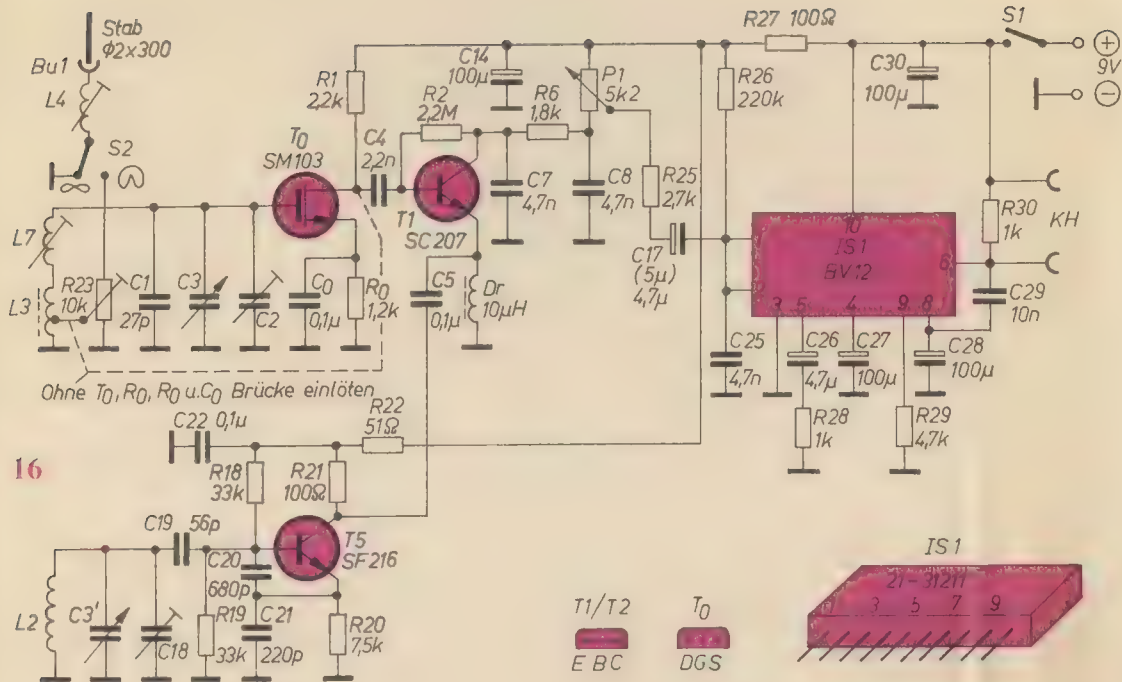 Stab
Φ2x300
Bu1
L4
S2
L7
L3
R23
10k
C1
27p
C3
C2
T0
SM103
R1
2,2k
C4
2,2n
C0
0,1µ
R0
1,2k
Ohne T0, R0, R0 u.C0 Brücke einlöten
R2
2,2M
T1
SC207
C5
0,1µ
Dr
10µH
C14
100µ
R6
1,8k
C7
4,7n
C8
4,7n
P1
5k2
R25
2,7k
C17
(5µ)
4,7µ
R27 100Ω
R26
220k
C30
100µ
S1
+
9V
−
R30
1k
KH
C29
10n
10
IS1
BV12
6
3
5
4
9
8
C25
4,7n
C26
4,7µ
C27
100µ
C28
100µ
R28
1k
R29
4,7k
16
C22
0,1µ
R22
51Ω
R18
33k
R21
100Ω
C19
56p
C20
680p
T5
SF216
L2
C3'
C18
R19
33k
C21
220p
R20
7,5k
T1/T2
E B C
T0
DGS
IS1
21-31211
1 3 5 7 9